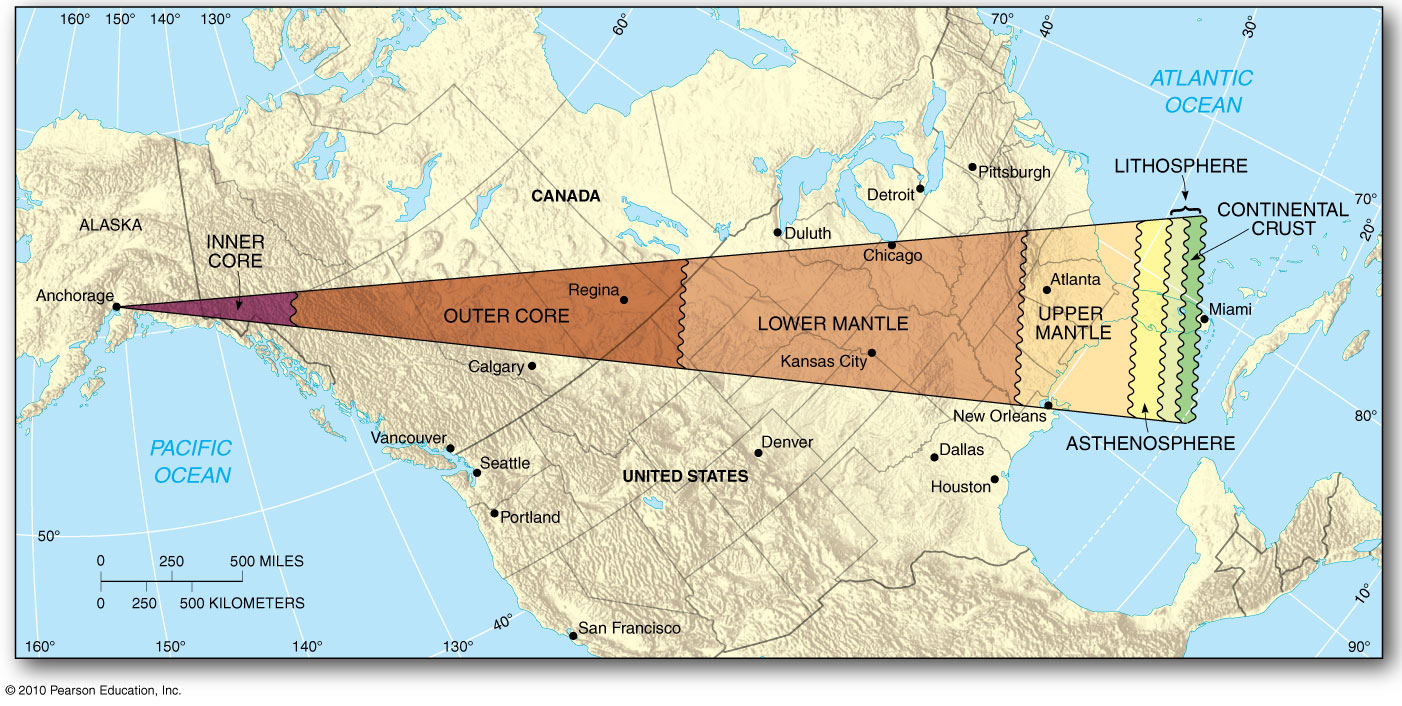 160° 150° 140° 130°
60°
70°
40°
30°
ATLANTIC
OCEAN
LITHOSPHERE
Pittsburgh
Detroit
CANADA
70°
20°
CONTINENTAL
CRUST
ALASKA
INNER
CORE
Duluth
Chicago
Anchorage
Regina
Atlanta
OUTER CORE
LOWER MANTLE
UPPER
MANTLE
Miami
Calgary
Kansas City
New Orleans
80°
ASTHENOSPHERE
PACIFIC
OCEAN
Vancouver
Seattle
Denver
Dallas
UNITED STATES
Houston
Portland
50°
0 250 500 MILES
0 250 500 KILOMETERS
10°
40°
San Francisco
160°
150°
140°
130°
90°
© 2010 Pearson Education, Inc.